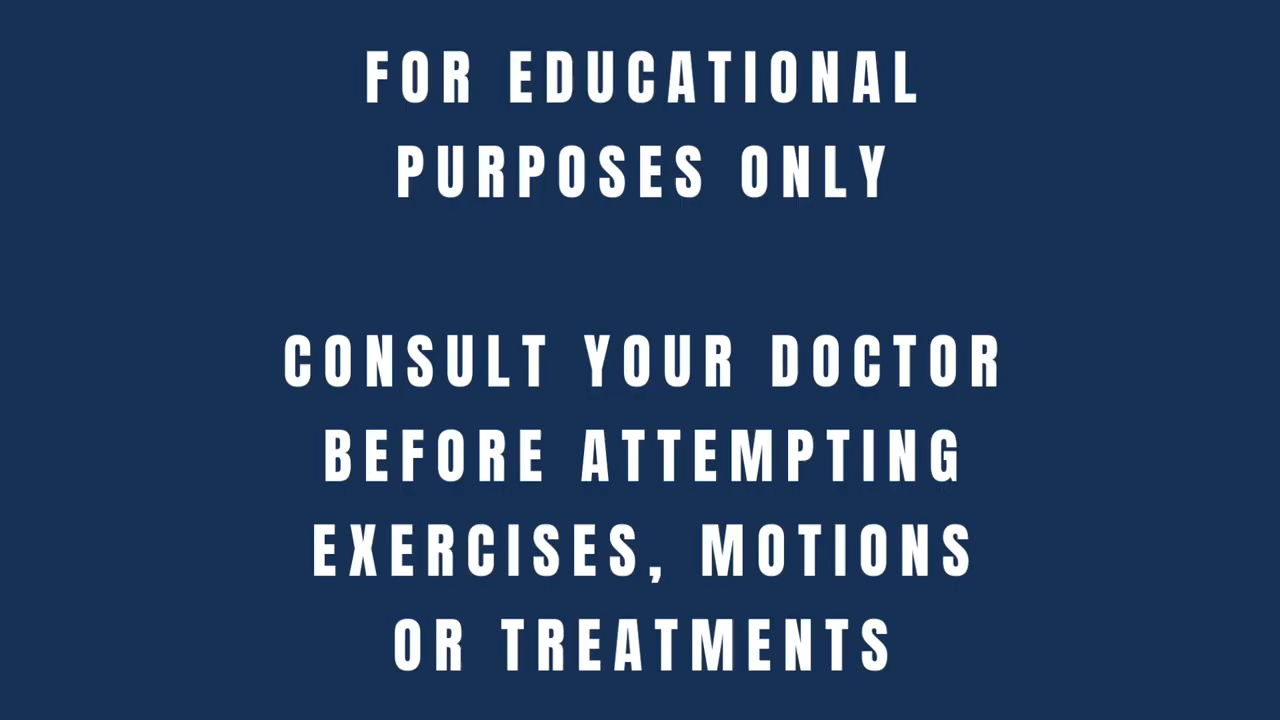 FOR EDUCATIONAL
PURPOSES ONLY
CONSULT YOUR DOCTOR
BEFORE ATTEMPTING
EXERCISES, MOTIONS
OR TREATMENTS